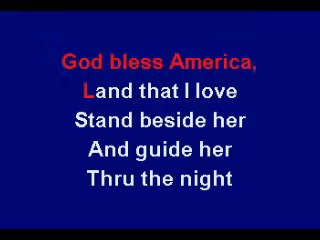 God bless America,
Land that I love
Stand beside her
And guide her
Thru the night